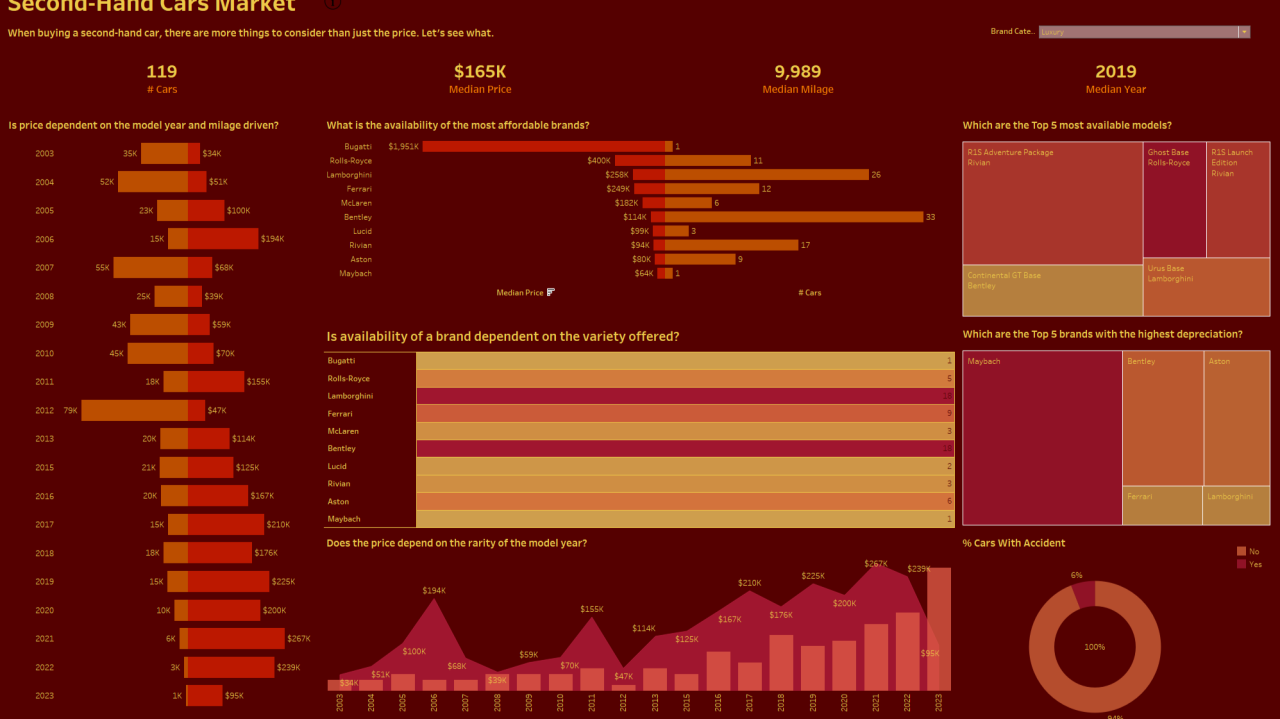 Second-Hand Cars Market
When buying a second-hand car, there are more things to consider than just the price. Let's see what.
Brand Cate..
Luxury
119
# Cars
$165K
Median Price
9,989
Median Milage
2019
Median Year
Is price dependent on the model year and milage driven?
2003 35K $34K
2004 52K $51K
2005 23K $100K
2006 15K $194K
2007 55K $68K
2008 25K $39K
2009 43K $59K
2010 45K $70K
2011 18K $155K
2012 79K $47K
2013 20K $114K
2015 21K $125K
2016 20K $167K
2017 15K $210K
2018 18K $176K
2019 15K $225K
2020 10K $200K
2021 6K $267K
2022 3K $239K
2023 1K $95K
What is the availability of the most affordable brands?
Bugatti $1,951K 1
Rolls-Royce $400K 11
Lamborghini $258K 26
Ferrari $249K 12
McLaren $182K 6
Bentley $114K 33
Lucid $99K 3
Rivian $94K 17
Aston $80K 9
Maybach $64K 1
Median Price
# Cars
Is availability of a brand dependent on the variety offered?
Bugatti 1
Rolls-Royce 5
Lamborghini 18
Ferrari 9
McLaren 3
Bentley
Lucid 2
Rivian 3
Aston 6
Maybach 1
Does the price depend on the rarity of the model year?
$34K
$51K
$100K
$194K
$68K
$39K
$59K
$70K
$155K
$47K
$114K
$125K
$167K
$210K
$176K
$225K
$200K
$267K
$239K
$95K
2003
2004
2005
2006
2007
2008
2009
2010
2011
2012
2013
2015
2016
2017
2018
2019
2020
2021
2022
2023
Which are the Top 5 most available models?
R1S Adventure Package
Rivian
Ghost Base
Rolls-Royce
R1S Launch
Edition
Rivian
Continental GT Base
Bentley
Urus Base
Lamborghini
Which are the Top 5 brands with the highest depreciation?
Maybach
Bentley
Aston
Ferrari
Lamborghini
% Cars With Accident
No
Yes
6%
100%
94%